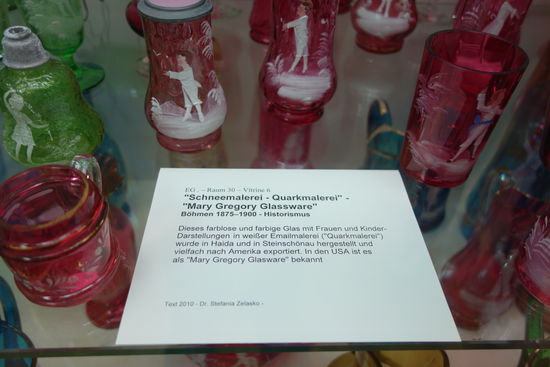 EG . – Raum 30 – Vitrine 6
"Schneemalerei - Quarkmalerei" -
"Mary Gregory Glassware"
Böhmen 1875–1900 - Historismus
Dieses farblose und farbige Glas mit Frauen und Kinder-
Darstellungen in weißer Emailmalerei ("Quarkmalerei")
wurde in Haida und in Steinschönau hergestellt und
vielfach nach Amerika exportiert. In den USA ist es
als "Mary Gregory Glasware" bekannt
Text 2010 - Dr. Stefania Zelasko -